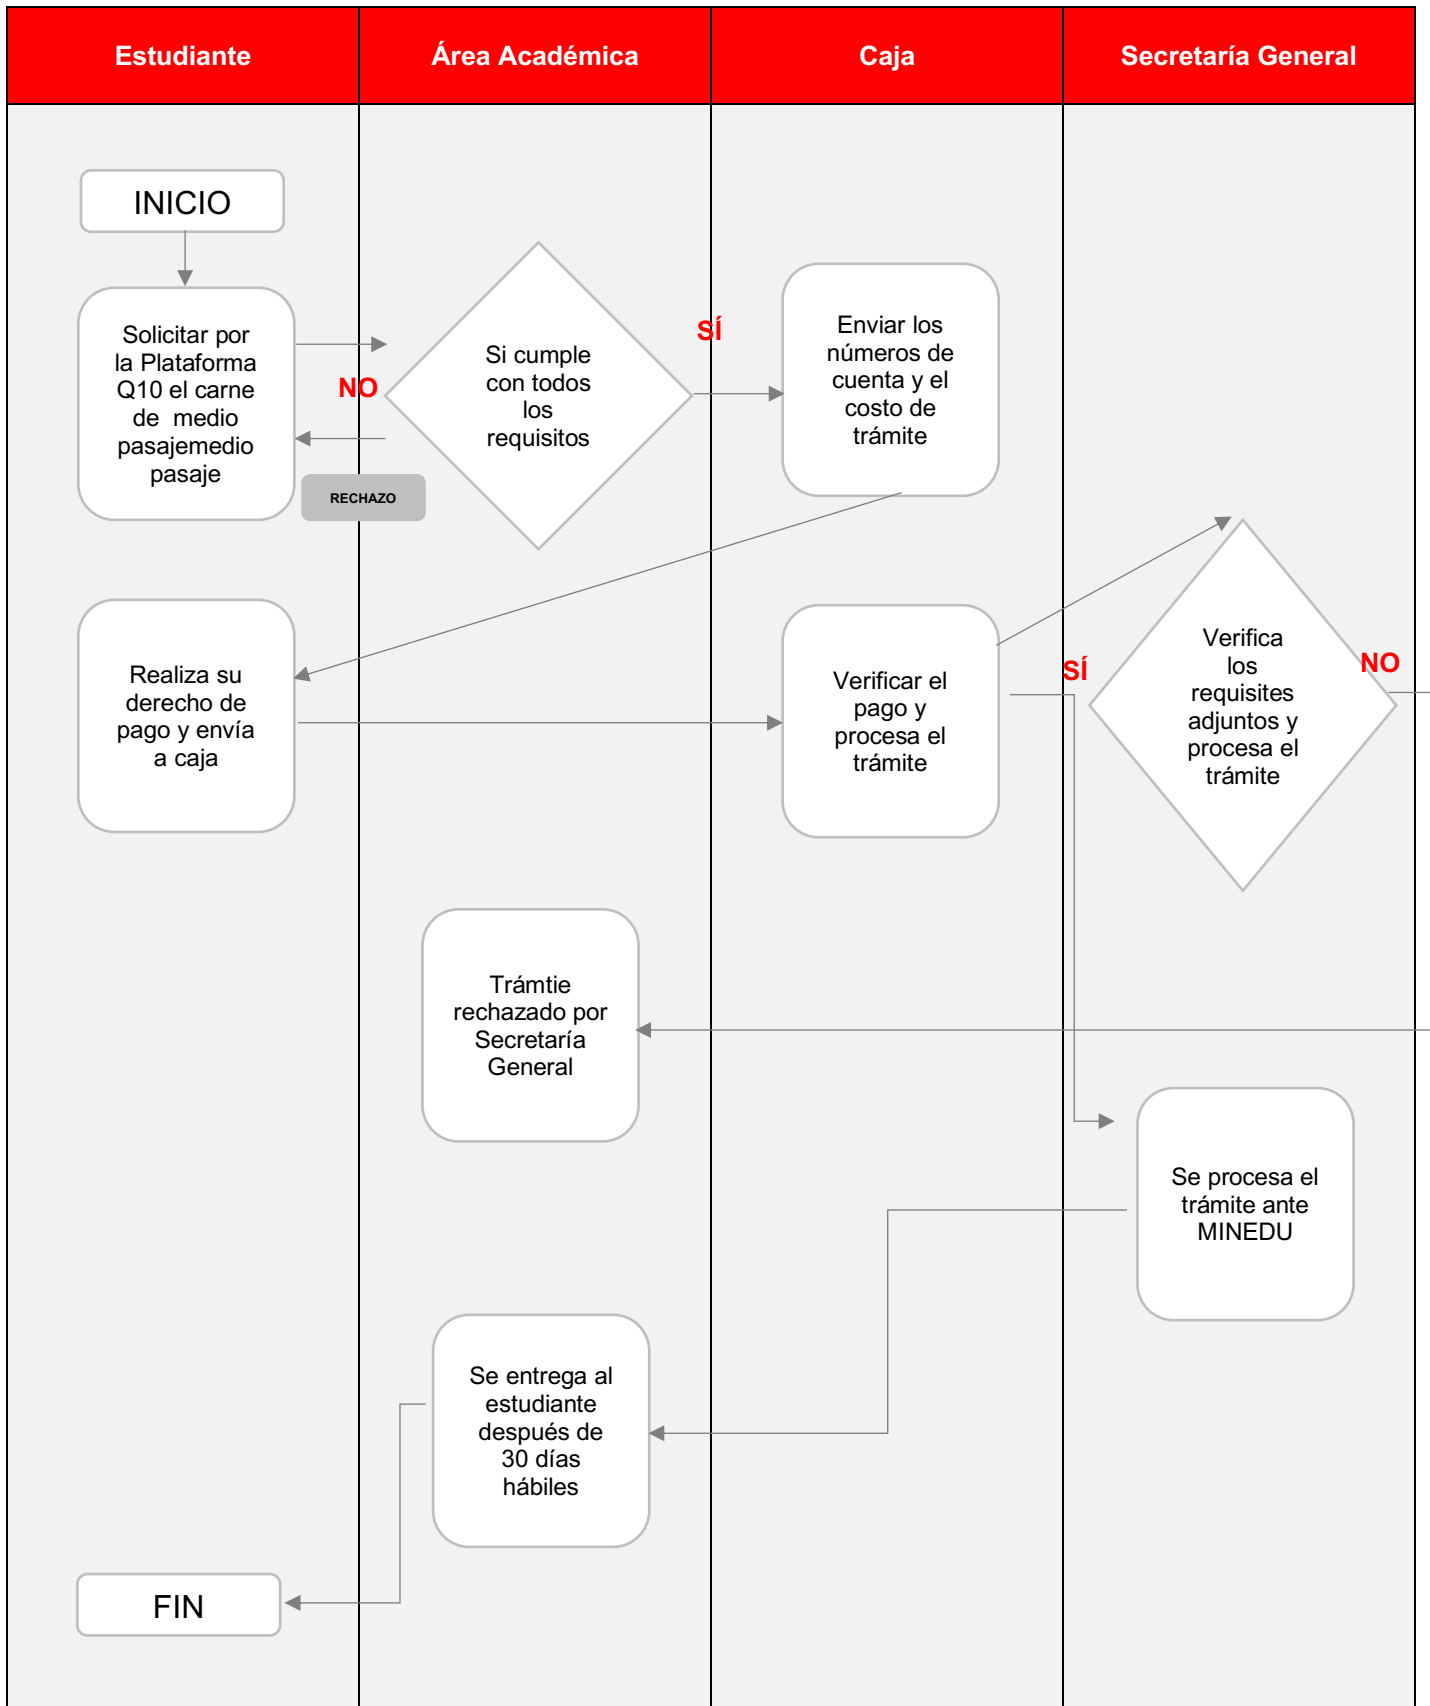 Estudiante
Área Académica
Caja
Secretaría General
INICIO
Solicitar por
la Plataforma
Q10 el carne
de medio
pasajemedio
pasaje
NO
RECHAZO
Si cumple
con todos
los
requisitos
SÍ
Enviar los
números de
cuenta y el
costo de
trámite
Realiza su
derecho de
pago y envía
a caja
Verificar el
pago y
procesa el
trámite
SÍ
Verifica
los
requisites
adjuntos y
procesa el
trámite
NO
Trámtie
rechazado por
Secretaría
General
Se procesa el
trámite ante
MINEDU
Se entrega al
estudiante
después de
30 días
hábiles
FIN